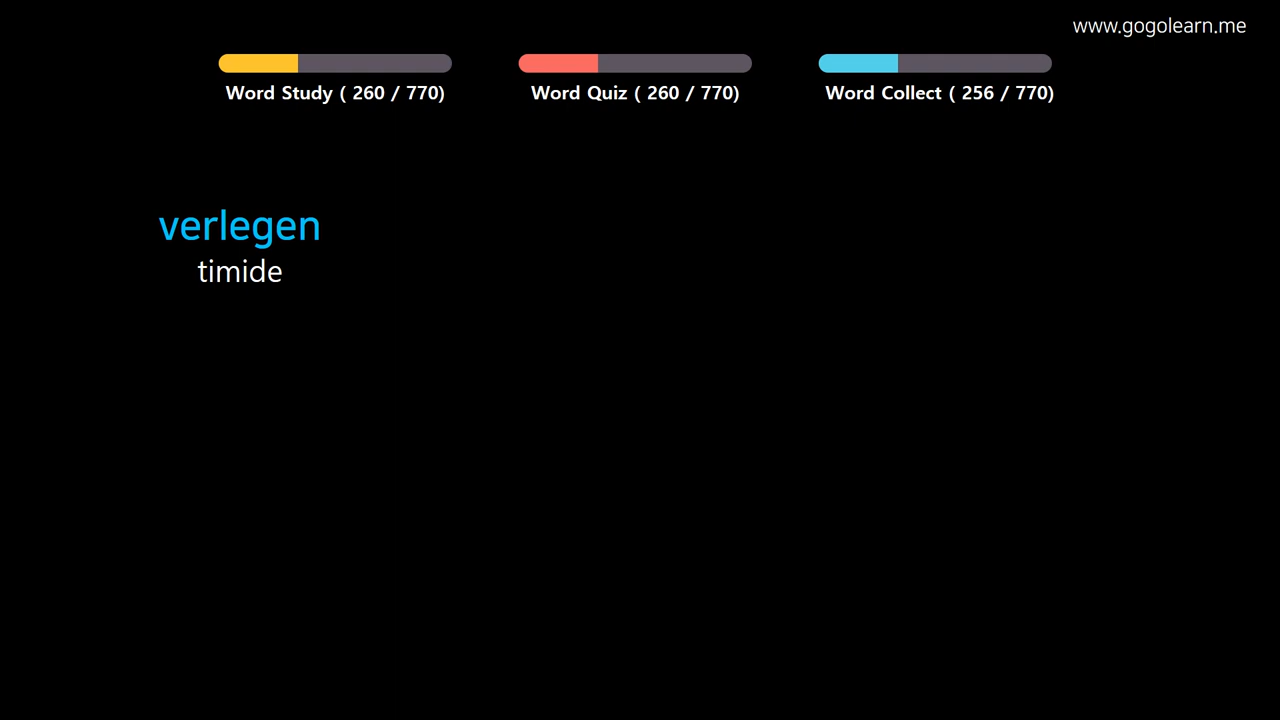 www.gogolearn.me
Word Study ( 260 / 770)
Word Quiz ( 260 / 770)
Word Collect ( 256 / 770)
verlegen
timide